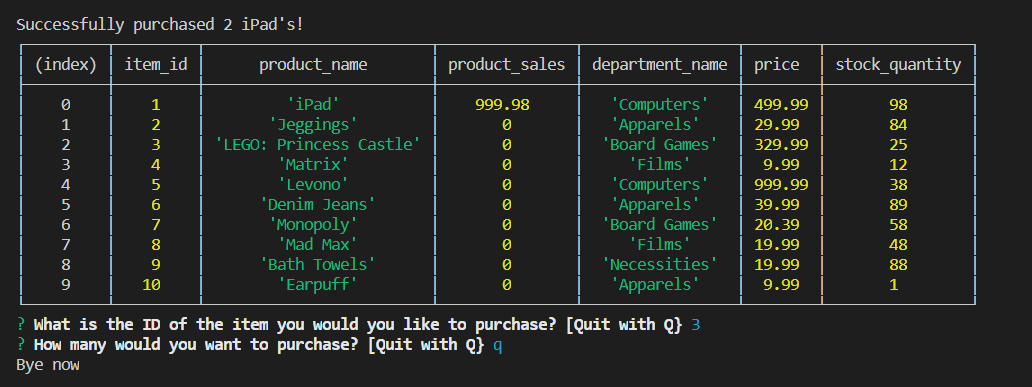 Successfully purchased 2 iPad's!
(index) item_id product_name product_sales department_name price stock_quantity
0 1 'iPad' 999.98 'Computers' 499.99 98
1 2 'Jeggings' 0 'Apparels' 29.99 84
2 3 'LEGO: Princess Castle' 0 'Board Games' 329.99 25
3 4 'Matrix' 0 'Films' 9.99 12
4 5 'Levono' 0 'Computers' 999.99 38
5 6 'Denim Jeans' 0 'Apparels' 39.99 89
6 7 'Monopoly' 0 'Board Games' 20.39 58
7 8 'Mad Max' 0 'Films' 19.99 48
8 9 'Bath Towels' 0 'Necessities' 19.99 88
9 10 'Earpuff' 0 'Apparels' 9.99 1
? What is the ID of the item you would you like to purchase? [Quit with Q} 3
? How many would you want to purchase? [Quit with Q} q
Bye now